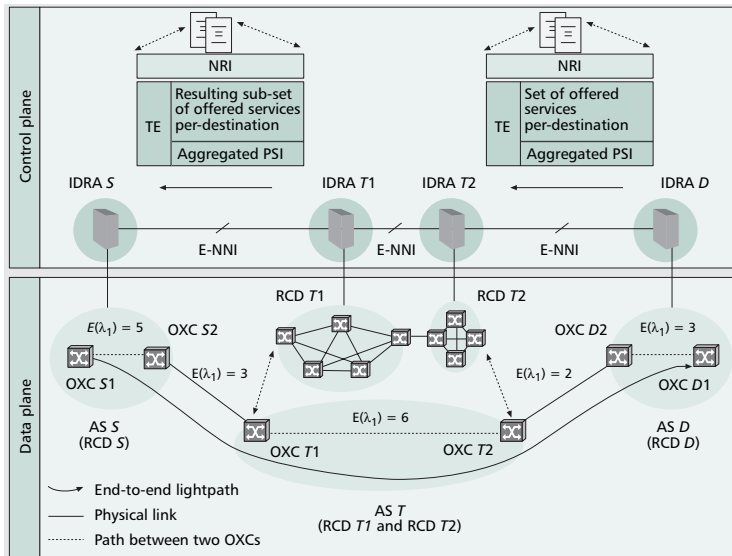 Control plane
NRI
TE
Resulting sub-set
of offered services
per-destination
Aggregated PSI
NRI
TE
Set of offered
services
per-destination
Aggregated PSI
IDRA S
IDRA T1
IDRA T2
IDRA D
E-NNI
E-NNI
E-NNI
Data plane
RCD T1
RCD T2
E(λ1) = 5
OXC S2
OXC S1
E(λ1) = 3
AS S
(RCD S)
OXC T1
E(λ1) = 6
OXC T2
E(λ1) = 2
OXC D2
E(λ1) = 3
OXC D1
AS D
(RCD D)
AS T
(RCD T1 and RCD T2)
End-to-end lightpath
Physical link
Path between two OXCs